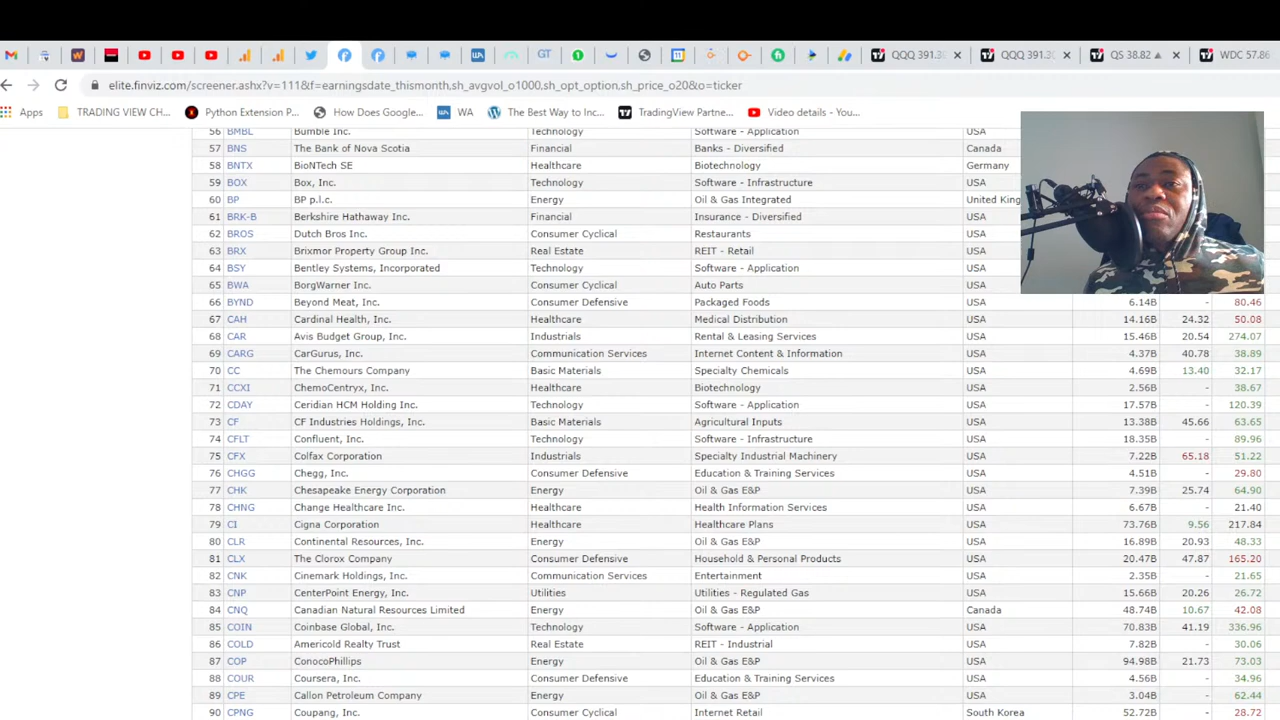 QQQ 391.39 QQQ 391.30 QS 38.82 ▲ WDC 57.86
elite.finviz.com/screener.ashx?v=111&f=earningsdate_thismonth,sh_avgvol_o1000,sh_opt_option,sh_price_o20&o=ticker
Apps TRADING VIEW CH... Python Extension P... How Does Google... WA The Best Way to Inc... TradingView Partne... Video details - You...
56 BMBL Bumble Inc. Technology Software - Application USA
57 BNS The Bank of Nova Scotia Financial Banks - Diversified Canada
58 BNTX BioNTech SE Healthcare Biotechnology Germany
59 BOX Box, Inc. Technology Software - Infrastructure USA
60 BP BP p.l.c. Energy Oil & Gas Integrated United King
61 BRK-B Berkshire Hathaway Inc. Financial Insurance - Diversified USA
62 BROS Dutch Bros Inc. Consumer Cyclical Restaurants USA
63 BRX Brixmor Property Group Inc. Real Estate REIT - Retail USA
64 BSY Bentley Systems, Incorporated Technology Software - Application USA
65 BWA BorgWarner Inc. Consumer Cyclical Auto Parts USA
66 BYND Beyond Meat, Inc. Consumer Defensive Packaged Foods USA 6.14B - 80.46
67 CAH Cardinal Health, Inc. Healthcare Medical Distribution USA 14.16B 24.32 50.08
68 CAR Avis Budget Group, Inc. Industrials Rental & Leasing Services USA 15.46B 20.54 274.07
69 CARG CarGurus, Inc. Communication Services Internet Content & Information USA 4.37B 40.78 38.89
70 CC The Chemours Company Basic Materials Specialty Chemicals USA 4.69B 13.40 32.17
71 CCXI ChemoCentryx, Inc. Healthcare Biotechnology USA 2.56B - 38.67
72 CDAY Ceridian HCM Holding Inc. Technology Software - Application USA 17.57B - 120.39
73 CF CF Industries Holdings, Inc. Basic Materials Agricultural Inputs USA 13.38B 45.66 63.65
74 CFLT Confluent, Inc. Technology Software - Infrastructure USA 18.35B - 89.96
75 CFX Colfax Corporation Industrials Specialty Industrial Machinery USA 7.22B 65.18 51.22
76 CHGG Chegg, Inc. Consumer Defensive Education & Training Services USA 4.51B - 29.80
77 CHK Chesapeake Energy Corporation Energy Oil & Gas E&P USA 7.39B 25.74 64.90
78 CHNG Change Healthcare Inc. Healthcare Health Information Services USA 6.67B - 21.40
79 CI Cigna Corporation Healthcare Healthcare Plans USA 73.76B 9.56 217.84
80 CLR Continental Resources, Inc. Energy Oil & Gas E&P USA 16.89B 20.93 48.33
81 CLX The Clorox Company Consumer Defensive Household & Personal Products USA 20.47B 47.87 165.20
82 CNK Cinemark Holdings, Inc. Communication Services Entertainment USA 2.35B - 21.65
83 CNP CenterPoint Energy, Inc. Utilities Utilities - Regulated Gas USA 15.66B 20.26 26.72
84 CNQ Canadian Natural Resources Limited Energy Oil & Gas E&P Canada 48.74B 10.67 42.08
85 COIN Coinbase Global, Inc. Technology Software - Application USA 70.83B 41.19 336.96
86 COLD Americold Realty Trust Real Estate REIT - Industrial USA 7.82B - 30.06
87 COP ConocoPhillips Energy Oil & Gas E&P USA 94.98B 21.73 73.03
88 COUR Coursera, Inc. Consumer Defensive Education & Training Services USA 4.56B - 34.96
89 CPE Callon Petroleum Company Energy Oil & Gas E&P USA 3.04B - 62.44
90 CPNG Coupang, Inc. Consumer Cyclical Internet Retail South Korea 52.72B - 28.72